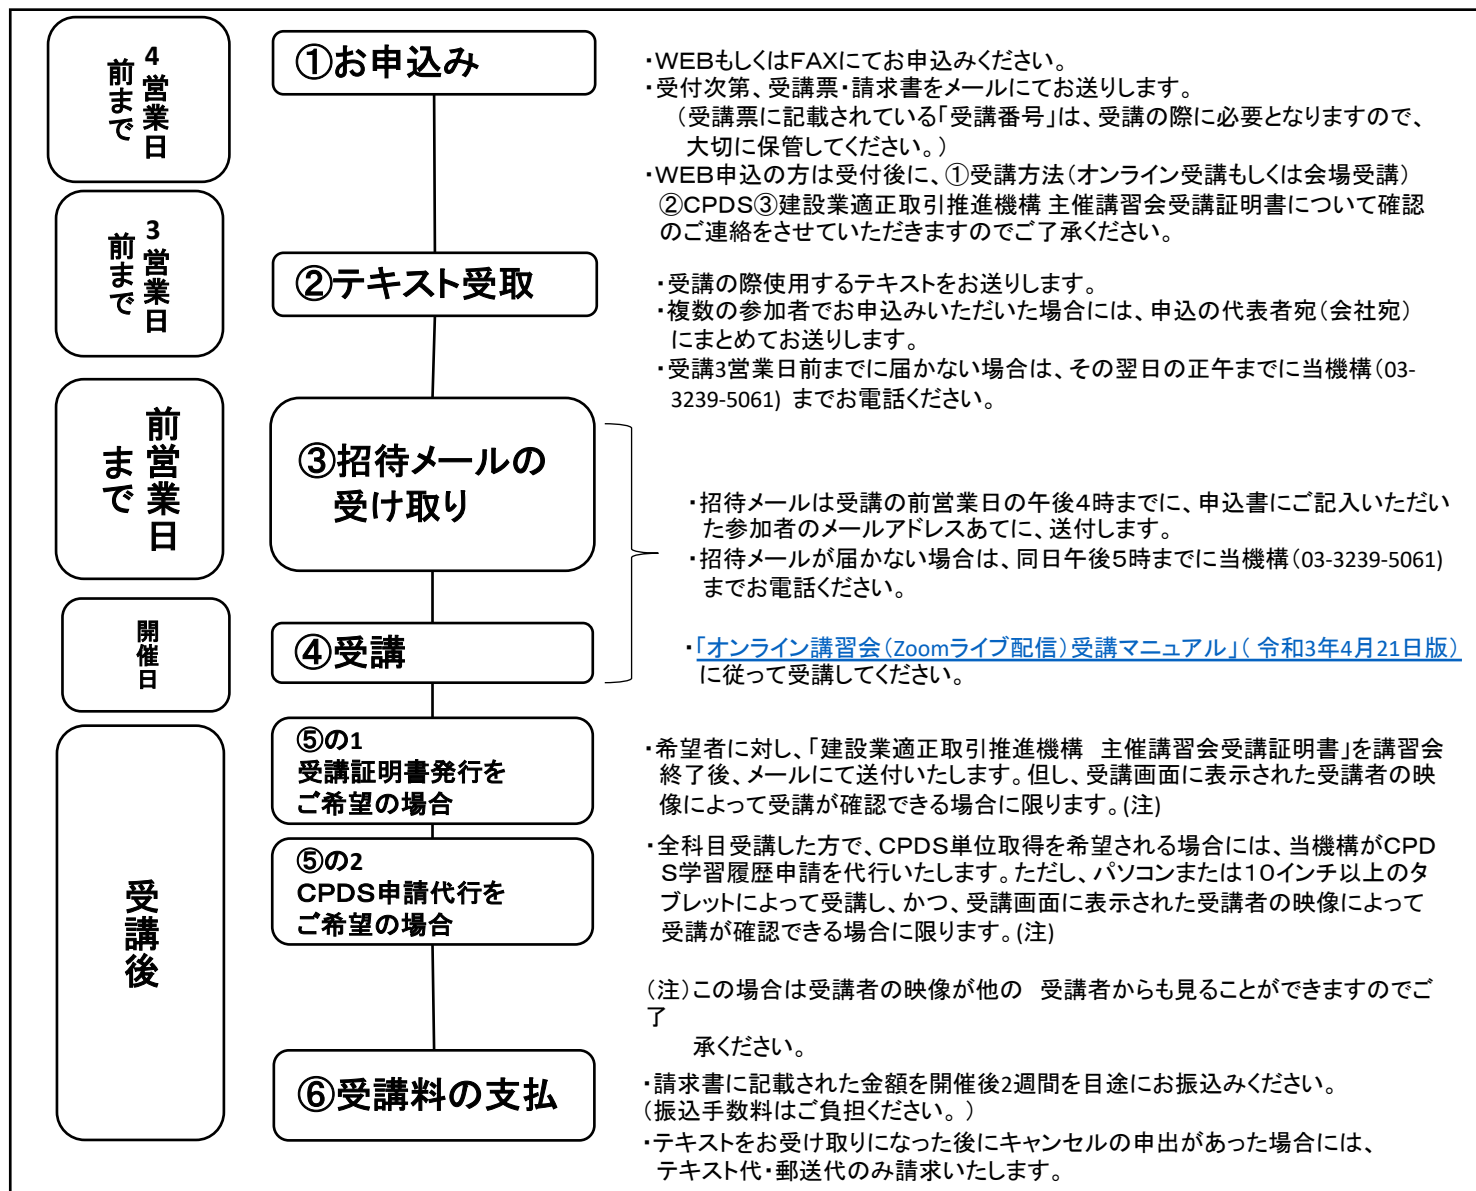 4営業日
前まで
①お申込み
・WEBもしくはFAXにてお申込みください。
・受付次第、受講票・請求書をメールにてお送りします。
（受講票に記載されている「受講番号」は、受講の際に必要となりますので、
大切に保管してください。）
・WEB申込の方は受付後に、①受講方法（オンライン受講もしくは会場受講）
②CPDS③建設業適正取引推進機構 主催講習会受講証明書について確認
のご連絡をさせていただきますのでご了承ください。
3営業日
前まで
②テキスト受取
・受講の際使用するテキストをお送りします。
・複数の参加者でお申込みいただいた場合には、申込の代表者宛（会社宛）
にまとめてお送りします。
・受講3営業日前までに届かない場合は、その翌日の正午までに当機構（03-
3239-5061) までお電話ください。
前営業日
まで
③招待メールの
受け取り
・招待メールは受講の前営業日の午後４時までに、申込書にご記入いただい
た参加者のメールアドレスあてに、送付します。
・招待メールが届かない場合は、同日午後５時までに当機構（03-3239-5061)
までお電話ください。
開催日
④受講
・「オンライン講習会（Zoomライブ配信）受講マニュアル」（ 令和3年4月21日版）
に従って受講してください。
受講後
⑤の1
受講証明書発行を
ご希望の場合
・希望者に対し、「建設業適正取引推進機構　主催講習会受講証明書」を講習会
終了後、メールにて送付いたします。但し、受講画面に表示された受講者の映
像によって受講が確認できる場合に限ります。(注)
⑤の2
CPDS申請代行を
ご希望の場合
・全科目受講した方で、CPDS単位取得を希望される場合には、当機構がCPD
S学習履歴申請を代行いたします。ただし、パソコンまたは１０インチ以上のタ
ブレットによって受講し、かつ、受講画面に表示された受講者の映像によって
受講が確認できる場合に限ります。(注)
（注）この場合は受講者の映像が他の　受講者からも見ることができますのでご
了
承ください。
⑥受講料の支払
・請求書に記載された金額を開催後2週間を目途にお振込みください。
（振込手数料はご負担ください。）
・テキストをお受け取りになった後にキャンセルの申出があった場合には、
テキスト代・郵送代のみ請求いたします。